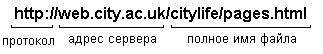 http://web.city.ac.uk/citylife/pages.html
протокол адрес сервера полное имя файла